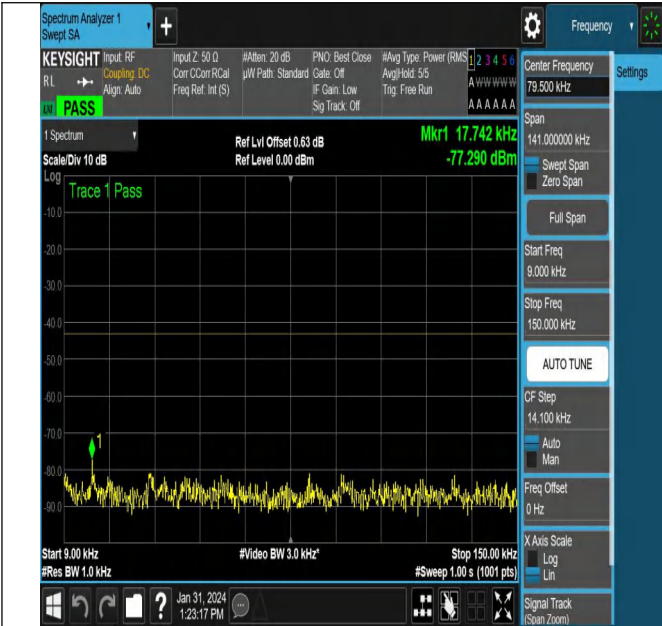 Spectrum Analyzer 1
Swept SA
Frequency
KEYSIGHT
RL
LXI
PASS
Input: RF
Coupling: DC
Align: Auto
Input Z: 50 Ω
Corr CCorr RCal
Freq Ref: Int (S)
#Atten: 20 dB
µW Path: Standard
PNO: Best Close
Gate: Off
IF Gain: Low
Sig Track: Off
#Avg Type: Power (RMS
Avg|Hold: 5/5
Trig: Free Run
1 2 3 4 5 6
A W W W W W
A A A A A A
1 Spectrum
Scale/Div 10 dB
Ref Lvl Offset 0.63 dB
Ref Level 0.00 dBm
Mkr1 17.742 kHz
-77.290 dBm
Log
Trace 1 Pass
-10.0
-20.0
-30.0
-40.0
-50.0
-60.0
-70.0
-80.0
-90.0
1
Start 9.00 kHz
#Res BW 1.0 kHz
#Video BW 3.0 kHz*
Stop 150.00 kHz
#Sweep 1.00 s (1001 pts)
Jan 31, 2024
1:23:17 PM
Center Frequency
79.500 kHz
Settings
Span
141.000000 kHz
Swept Span
Zero Span
Full Span
Start Freq
9.000 kHz
Stop Freq
150.000 kHz
AUTO TUNE
CF Step
14.100 kHz
Auto
Man
Freq Offset
0 Hz
X Axis Scale
Log
Lin
Signal Track
(Span Zoom)